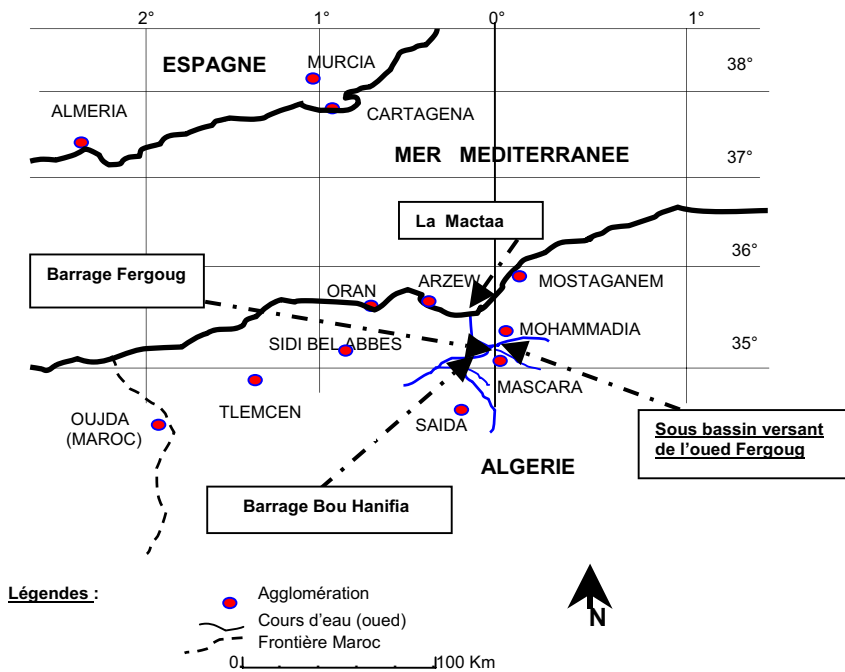 2° 1° 0° 1°
MURCIA
ESPAGNE
38°
ALMERIA
CARTAGENA
MER MEDITERRANEE
37°
La Mactaa
36°
Barrage Fergoug
ORAN
ARZEW
MOSTAGANEM
MOHAMMADIA
SIDI BEL ABBES
35°
MASCARA
TLEMCEN
OUJDA
(MAROC)
SAIDA
Sous bassin versant
de l'oued Fergoug
ALGERIE
Barrage Bou Hanifia
Légendes :
Agglomération
Cours d'eau (oued)
Frontière Maroc
N
0 100 Km